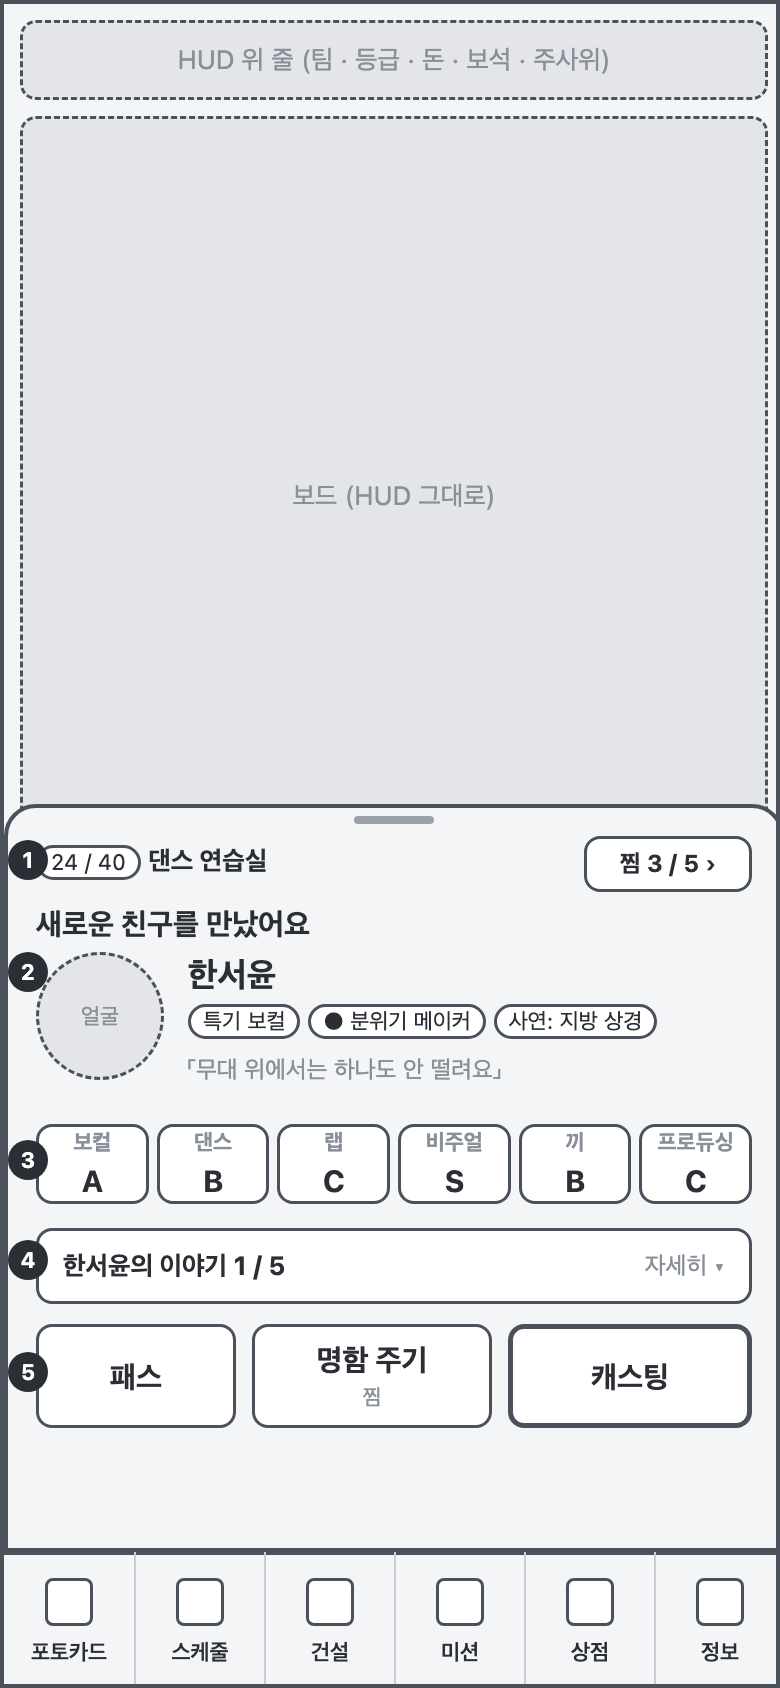 HUD 위 줄 (팀 · 등급 · 돈 · 보석 · 주사위)
보드 (HUD 그대로)
1 24 / 40 댄스 연습실 찜 3 / 5 ›
새로운 친구를 만났어요
2 얼굴 한서윤
특기 보컬 ● 분위기 메이커 사연: 지방 상경
「무대 위에서는 하나도 안 떨려요」
3 보컬 댄스 랩 비주얼 끼 프로듀싱
A B C S B C
4 한서윤의 이야기 1 / 5 자세히 ▾
5 패스 명함 주기 캐스팅
찜
포토카드 스케줄 건설 미션 상점 정보